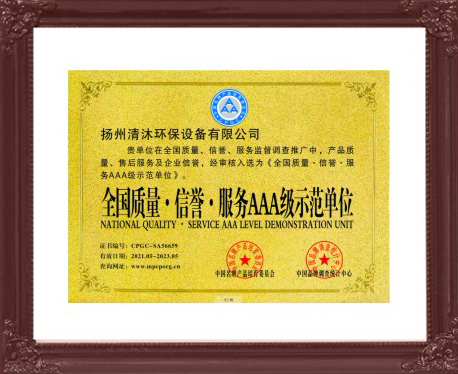 扬州清沐环保设备有限公司
贵单位在全国质量、信誉、服务监督调查推广中，产品质
量、售后服务及企业信誉，经审核入选为《全国质量·信誉·服
务AAA级示范单位》。
全国质量·信誉·服务AAA级示范单位
NATIONAL QUALITY · SERVICE AAA LEVEL DEMONSTRATION UNIT
证书编号：CPGC-SA56659
有效日期：2021.05-2023.05
查询网址：www.mpcpoeg.cn
中国名牌产品培育委员会
中国品牌调查统计中心